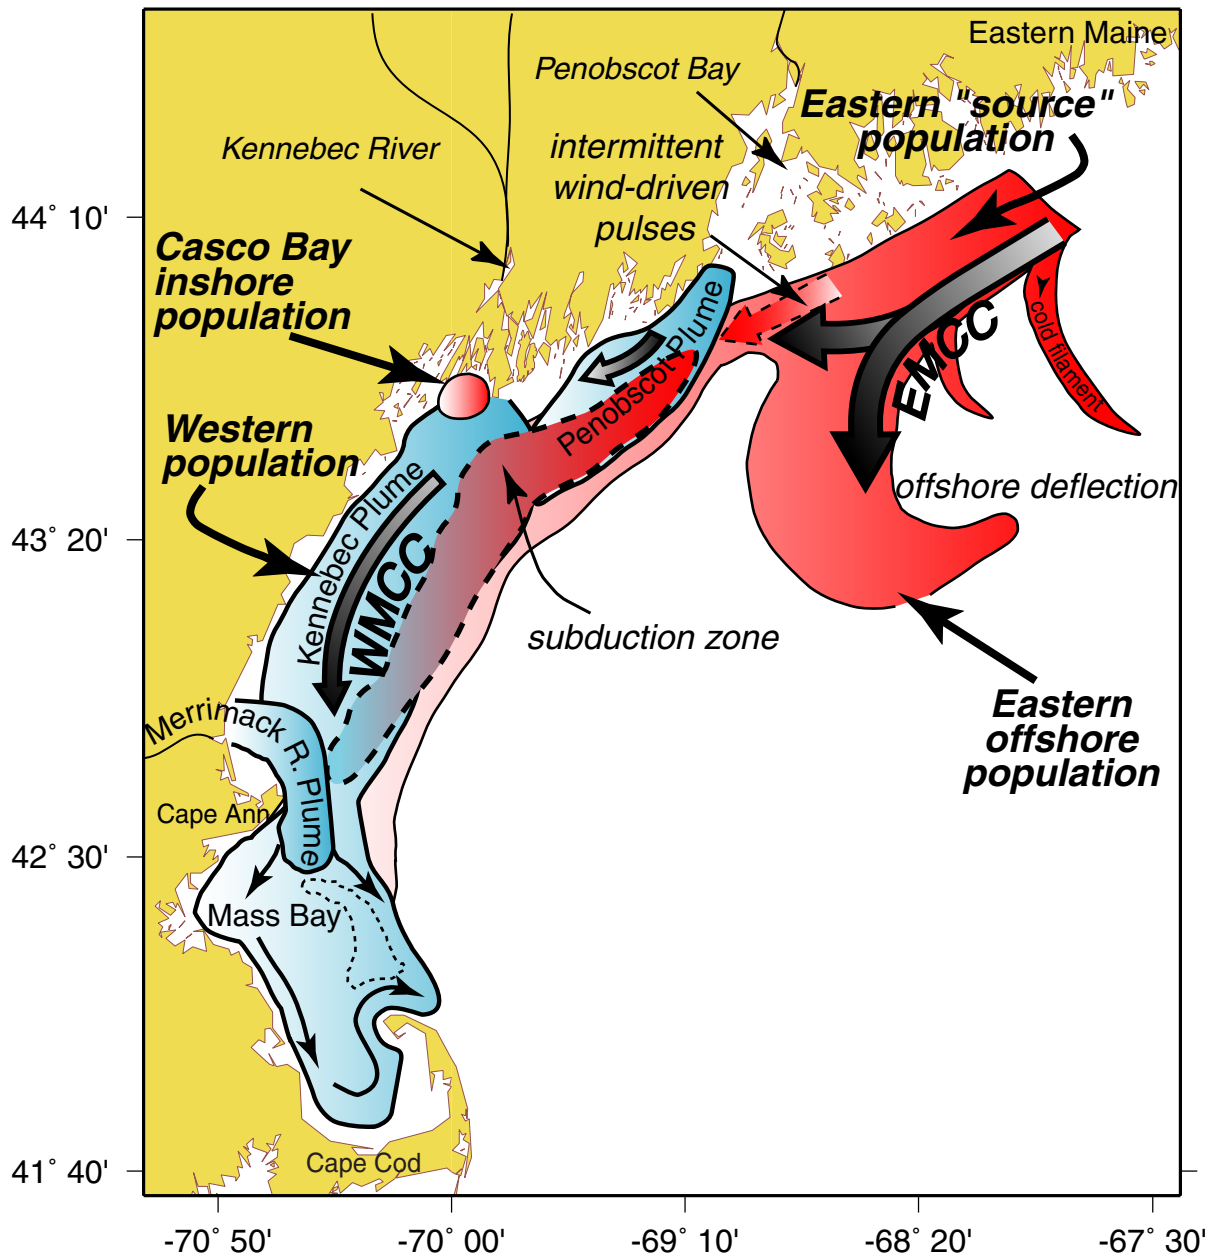 Eastern Maine
Penobscot Bay
Eastern "source"
population
Kennebec River
intermittent
wind-driven
pulses
44° 10'
Casco Bay
inshore
population
Penobscot Plume
EMCC
cold filament
Western
population
Kennebec Plume
WMCC
offshore deflection
43° 20'
subduction zone
Eastern
offshore
population
Merrimack R. Plume
Cape Ann
42° 30'
Mass Bay
Cape Cod
41° 40'
-70° 50'
-70° 00'
-69° 10'
-68° 20'
-67° 30'